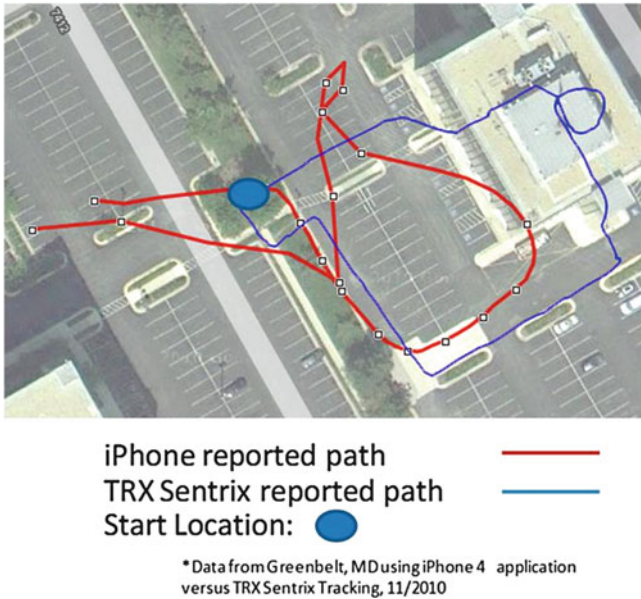 7412
iPhone reported path
TRX Sentrix reported path
Start Location:
*Data from Greenbelt, MD using iPhone 4 application
versus TRX Sentrix Tracking, 11/2010